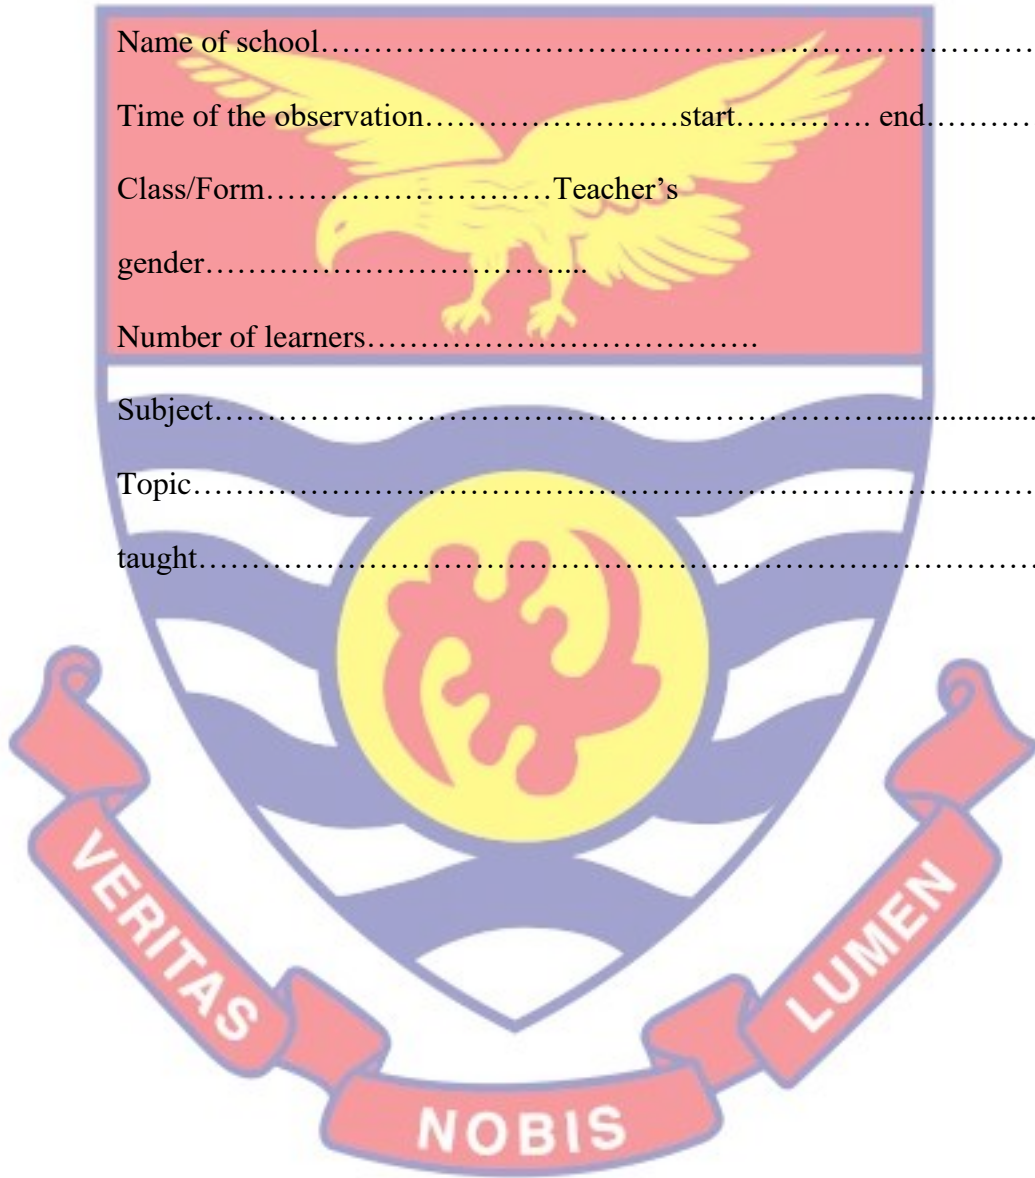 Name of school……………………………………………………………
Time of the observation……………………start…………. end…………
Class/Form………………………Teacher’s
gender……………………………....
Number of learners……………………………….
Subject………………………………………………………....................
Topic………………………………………………………………………
taught………………………………………………………………………
VERITAS
NOBIS
LUMEN